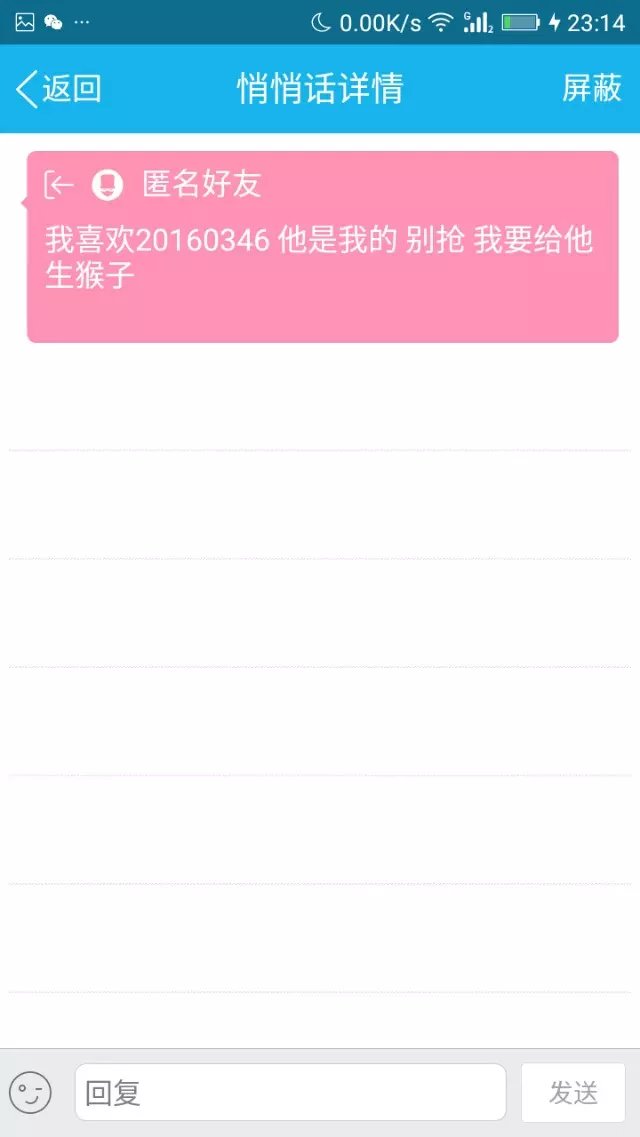 0.00K/s 23:14
返回 悄悄话详情 屏蔽
匿名好友
我喜欢20160346 他是我的 别抢 我要给他
生猴子
回复 发送